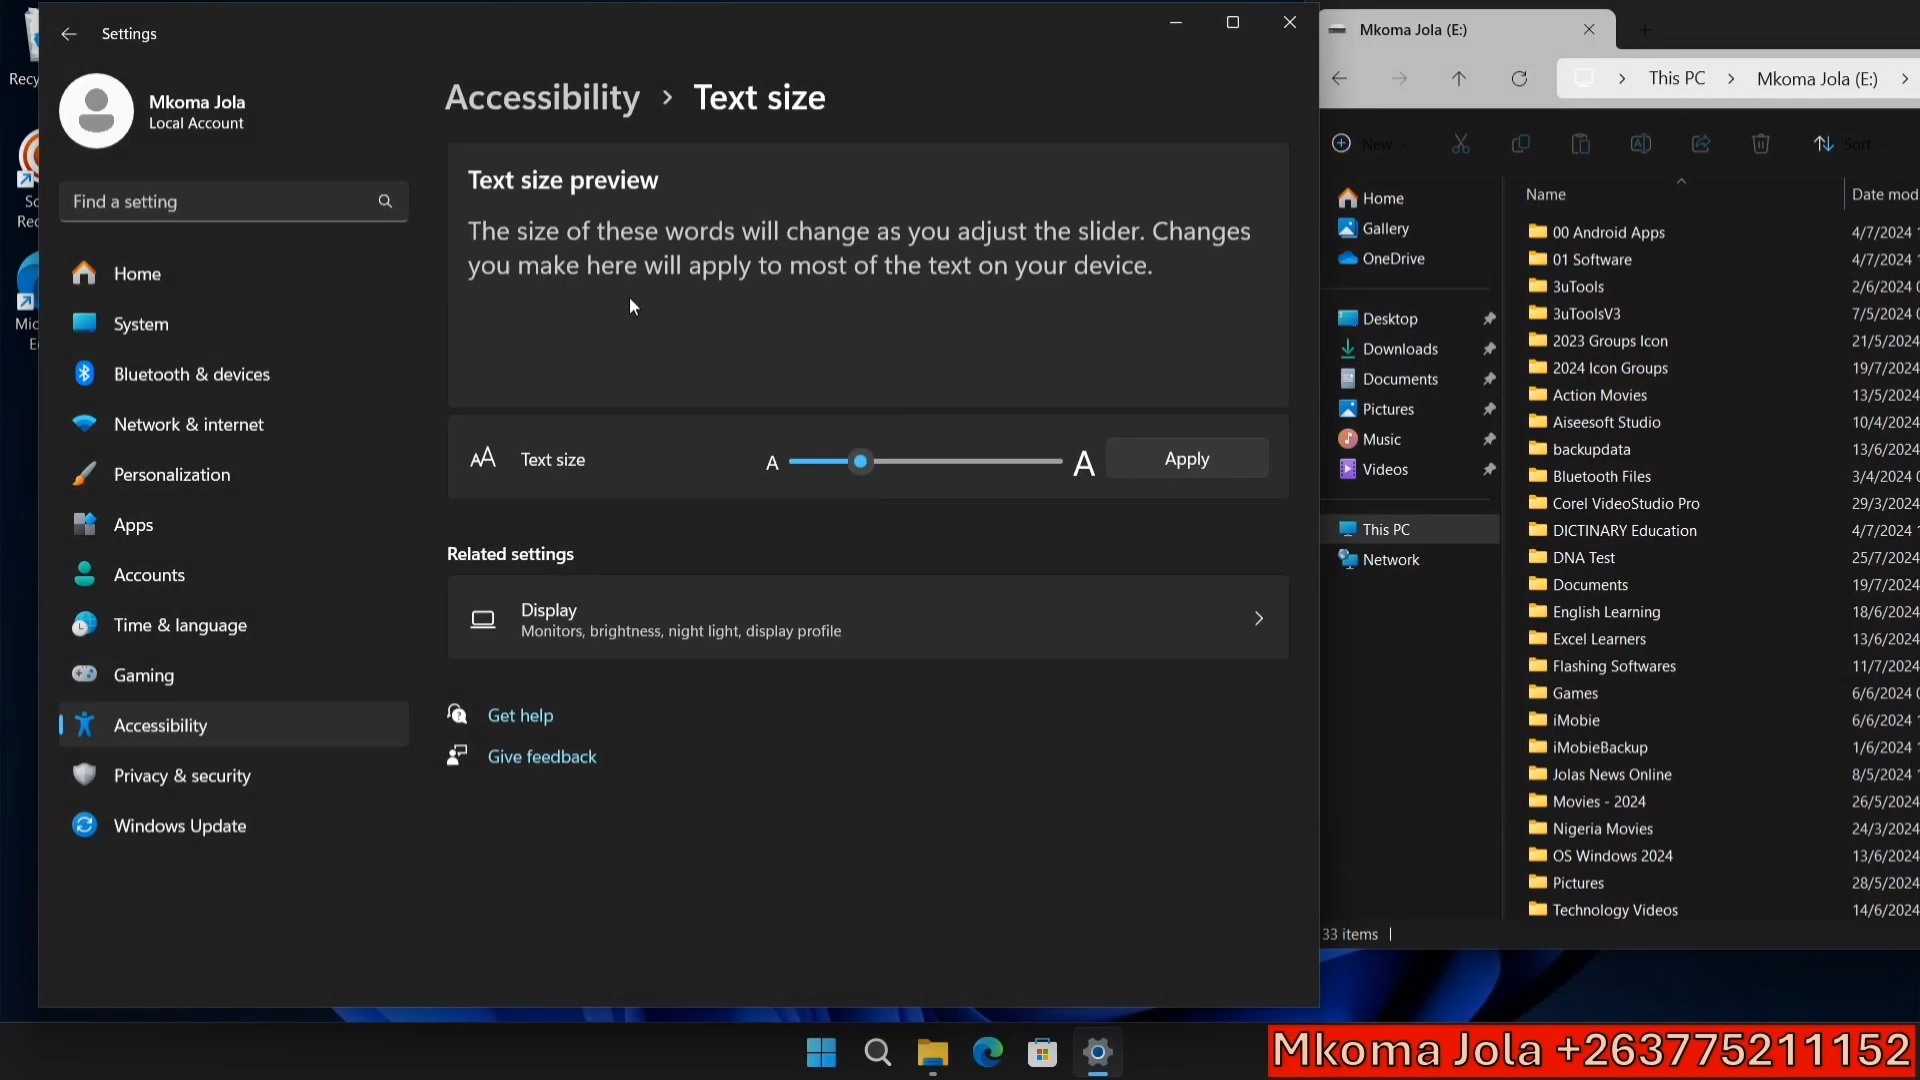 Settings
Mkoma Jola
Local Account
Find a setting
Home
System
Bluetooth & devices
Network & internet
Personalization
Apps
Accounts
Time & language
Gaming
Accessibility
Privacy & security
Windows Update
Accessibility > Text size
Text size preview
The size of these words will change as you adjust the slider. Changes
you make here will apply to most of the text on your device.
Text size
A
A
Apply
Related settings
Display
Monitors, brightness, night light, display profile
Get help
Give feedback
Mkoma Jola (E:)
This PC > Mkoma Jola (E:) >
New
Sort
Home
Gallery
OneDrive
Desktop
Downloads
Documents
Pictures
Music
Videos
This PC
Network
Name Date mod
00 Android Apps 4/7/2024
01 Software 4/7/2024
3uTools 2/6/2024
3uToolsV3 7/5/2024
2023 Groups Icon 21/5/2024
2024 Icon Groups 19/7/2024
Action Movies 13/5/2024
Aiseesoft Studio 10/4/2024
backupdata 13/6/2024
Bluetooth Files 3/4/2024
Corel VideoStudio Pro 29/3/2024
DICTINARY Education 4/7/2024
DNA Test 25/7/2024
Documents 19/7/2024
English Learning 18/6/2024
Excel Learners 13/6/2024
Flashing Softwares 11/7/2024
Games 6/6/2024
iMobie 6/6/2024
iMobieBackup 1/6/2024
Jolas News Online 8/5/2024
Movies - 2024 26/5/2024
Nigeria Movies 24/3/2024
OS Windows 2024 13/6/2024
Pictures 28/5/2024
Technology Videos 14/6/2024
33 items
Recy
Sc
Rec
Mic
E
Mkoma Jola +263775211152